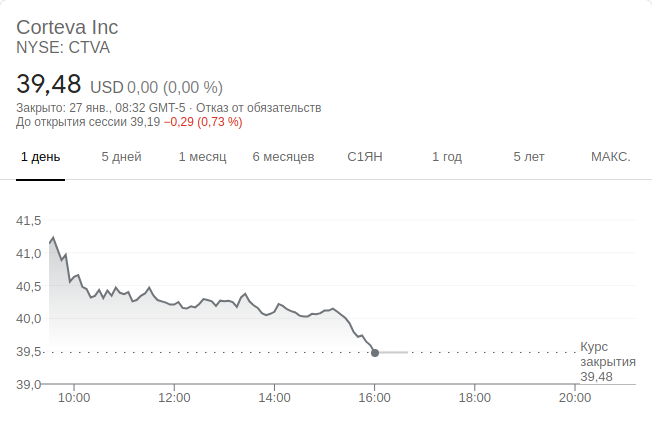 Corteva Inc
NYSE: CTVA
39,48 USD 0,00 (0,00 %)
Закрыто: 27 янв., 08:32 GMT-5 · Отказ от обязательств
До открытия сессии 39,19 −0,29 (0,73 %)
1 день 5 дней 1 месяц 6 месяцев С1ЯН 1 год 5 лет МАКС.
41,5
41,0
40,5
40,0
39,5
39,0
Курс
закрытия
39,48
10:00 12:00 14:00 16:00 18:00 20:00